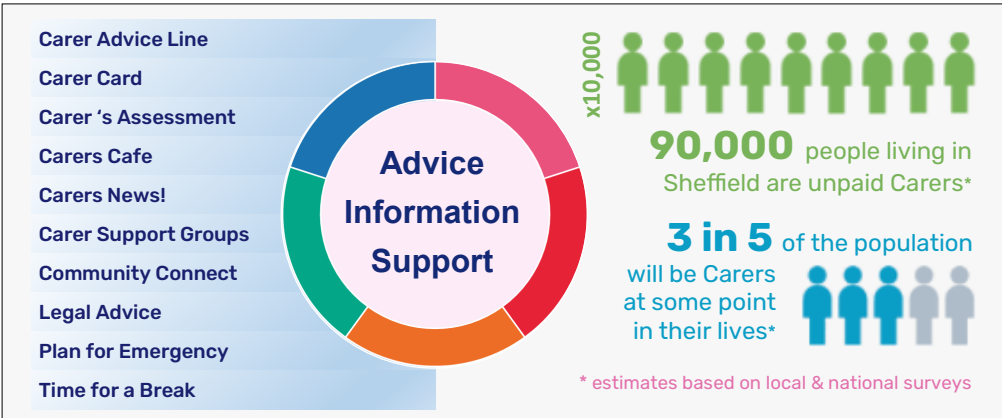 Carer Advice Line
Carer Card
Carer ‘s Assessment
Carers Cafe
Carers News!
Carer Support Groups
Community Connect
Legal Advice
Plan for Emergency
Time for a Break
Advice
Information
Support
x10,000
90,000 people living in
Sheffield are unpaid Carers*
3 in 5 of the population
will be Carers
at some point
in their lives*
* estimates based on local & national surveys